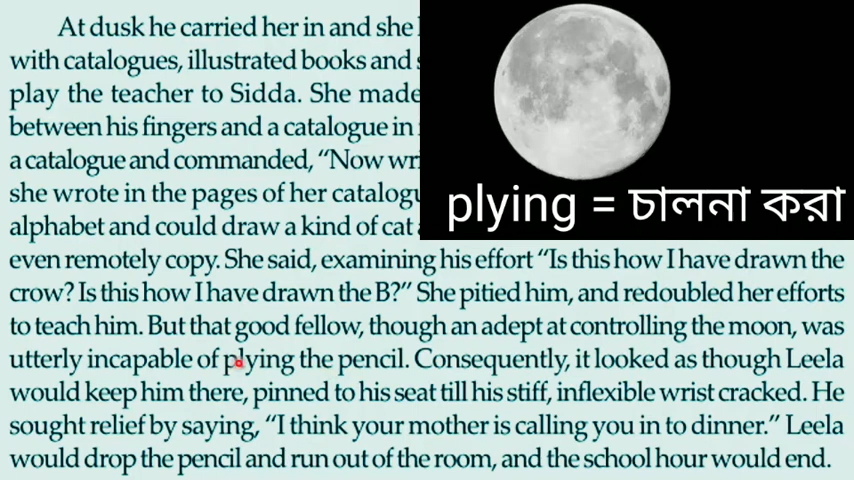 At dusk he carried her in and she
with catalogues, illustrated books and
play the teacher to Sidda. She made
between his fingers and a catalogue in
a catalogue and commanded, “Now
she wrote in the pages of her
alphabet and could draw a kind of cat
plying = চালনা করা
even remotely copy. She said, examining his effort “Is this how I have drawn the
crow? Is this how I have drawn the B?” She pitied him, and redoubled her efforts
to teach him. But that good fellow, though an adept at controlling the moon, was
utterly incapable of plying the pencil. Consequently, it looked as though Leela
would keep him there, pinned to his seat till his stiff, inflexible wrist cracked. He
sought relief by saying, “I think your mother is calling you in to dinner.” Leela
would drop the pencil and run out of the room, and the school hour would end.